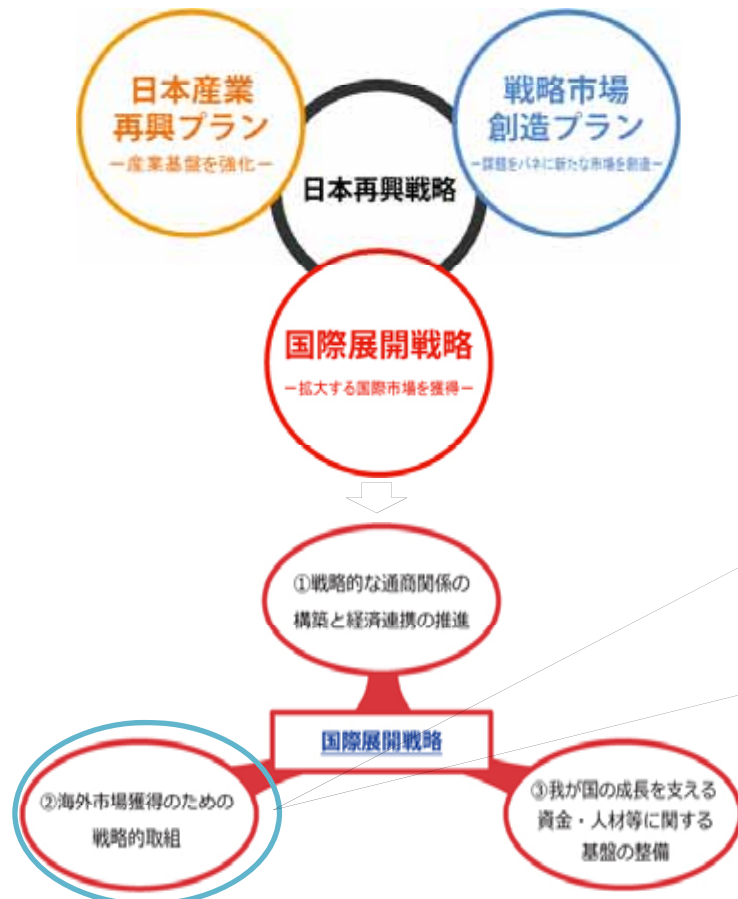 日本産業
再興プラン
－産業基盤を強化－
戦略市場
創造プラン
－課題をバネに新たな市場を創造－
日本再興戦略
国際展開戦略
－拡大する国際市場を獲得－
①戦略的な通商関係の
構築と経済連携の推進
国際展開戦略
②海外市場獲得のための
戦略的取組
③我が国の成長を支える
資金・人材等に関する
基盤の整備